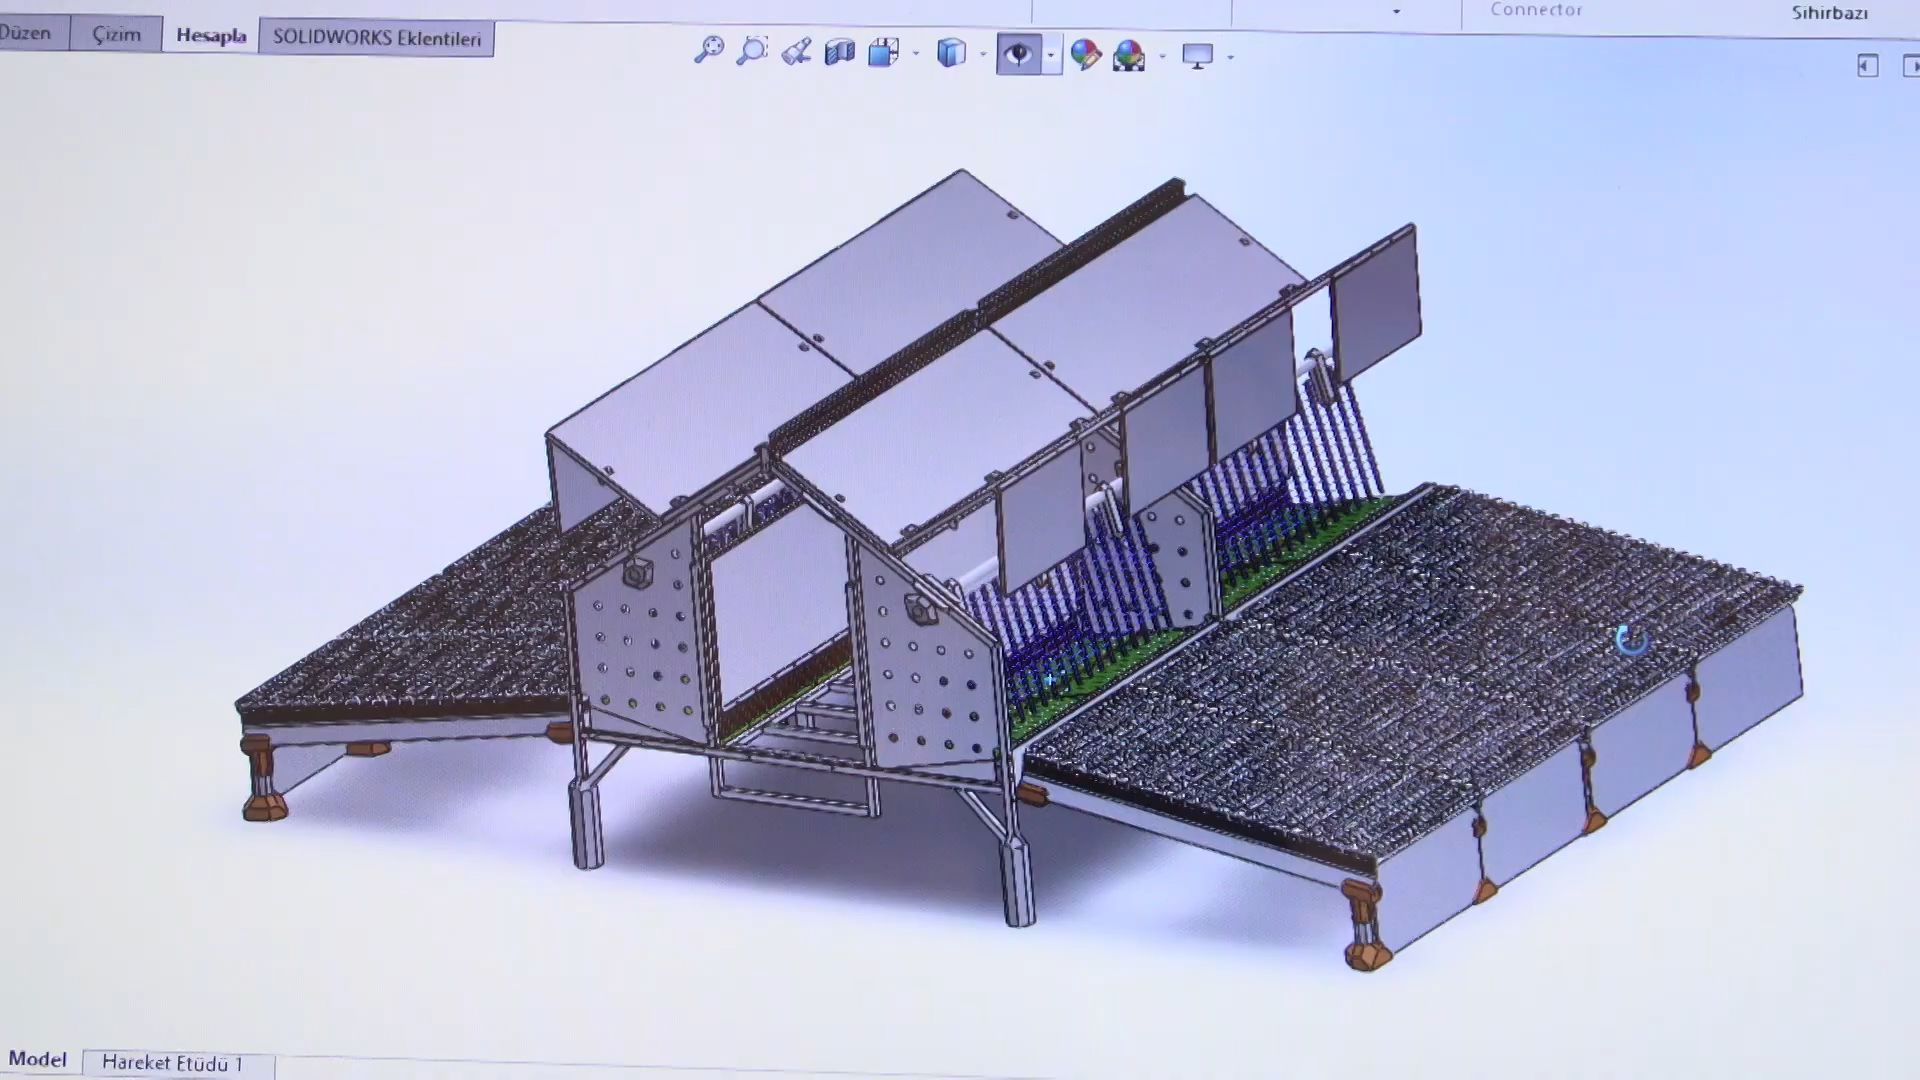 Connector
Sihirbazı
Düzen
Çizim
Hesapla
SOLIDWORKS Eklentileri
Model
Hareket Etüdü 1